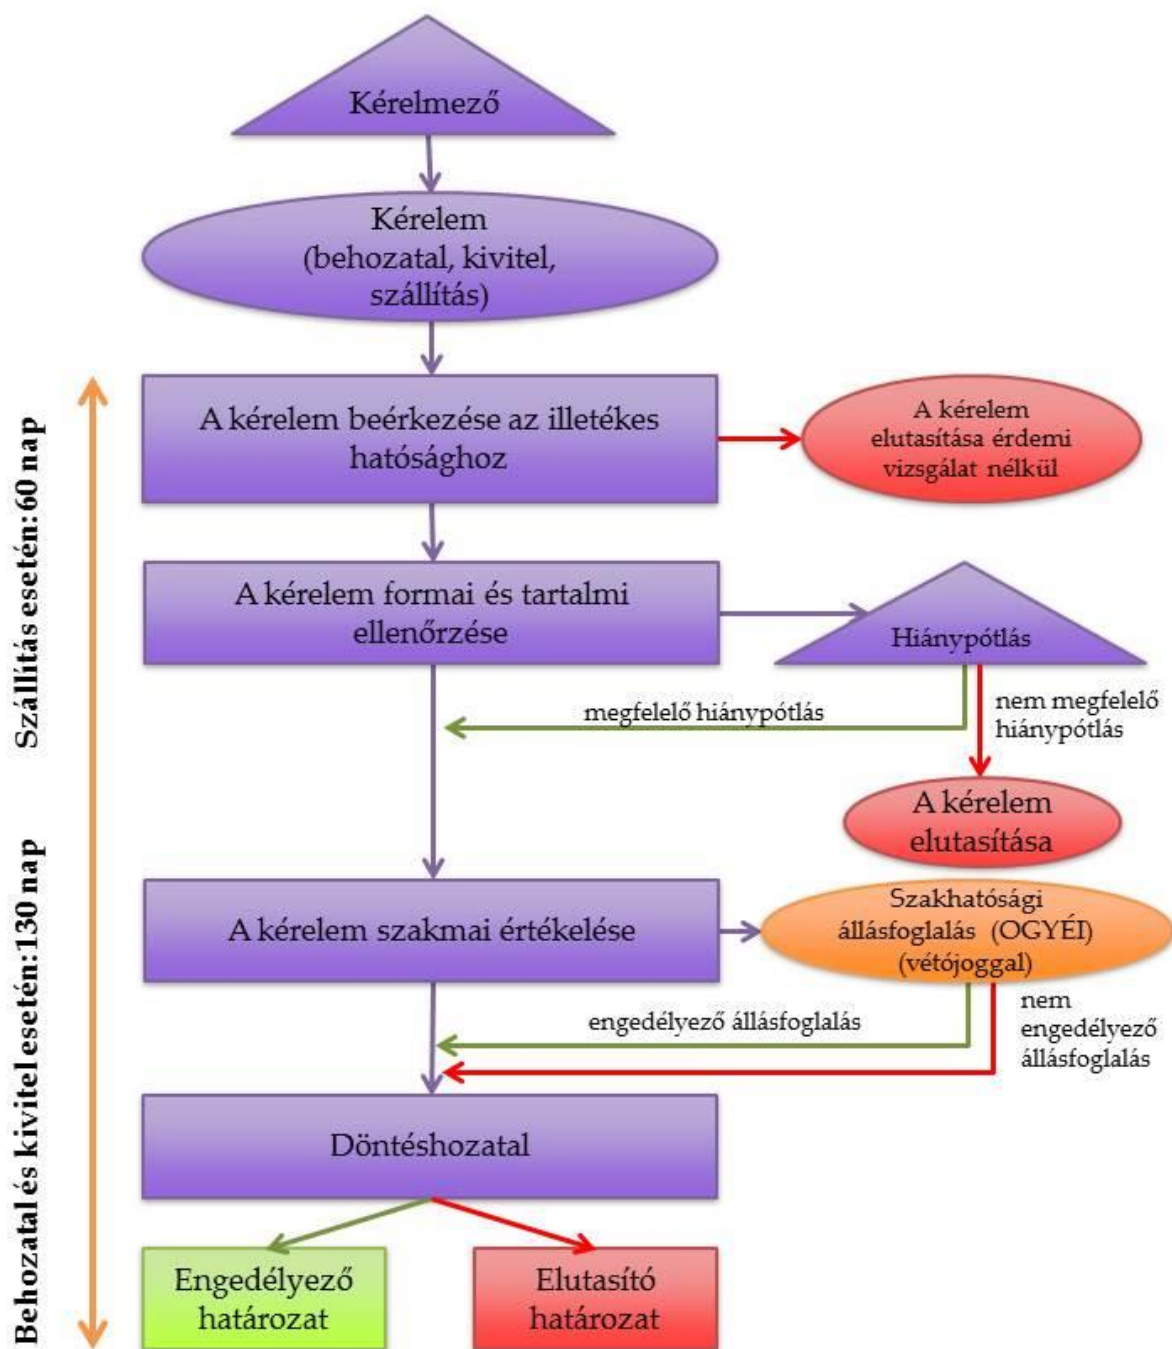 Kérelmező
Kérelem
(behozatal, kivitel,
szállítás)
A kérelem beérkezése az illetékes
hatósághoz
A kérelem
elutasítása érdemi
vizsgálat nélkül
A kérelem formai és tartalmi
ellenőrzése
Hiánypótlás
megfelelő hiánypótlás
nem megfelelő
hiánypótlás
A kérelem
elutasítása
A kérelem szakmai értékelése
Szakhatósági
állásfoglalás (OGYÉI)
(vétójoggal)
engedélyező állásfoglalás
nem
engedélyező
állásfoglalás
Döntéshozatal
Engedélyező
határozat
Elutasító
határozat
Szállítás esetén:60 nap
Behozatal és kivitel esetén:130 nap